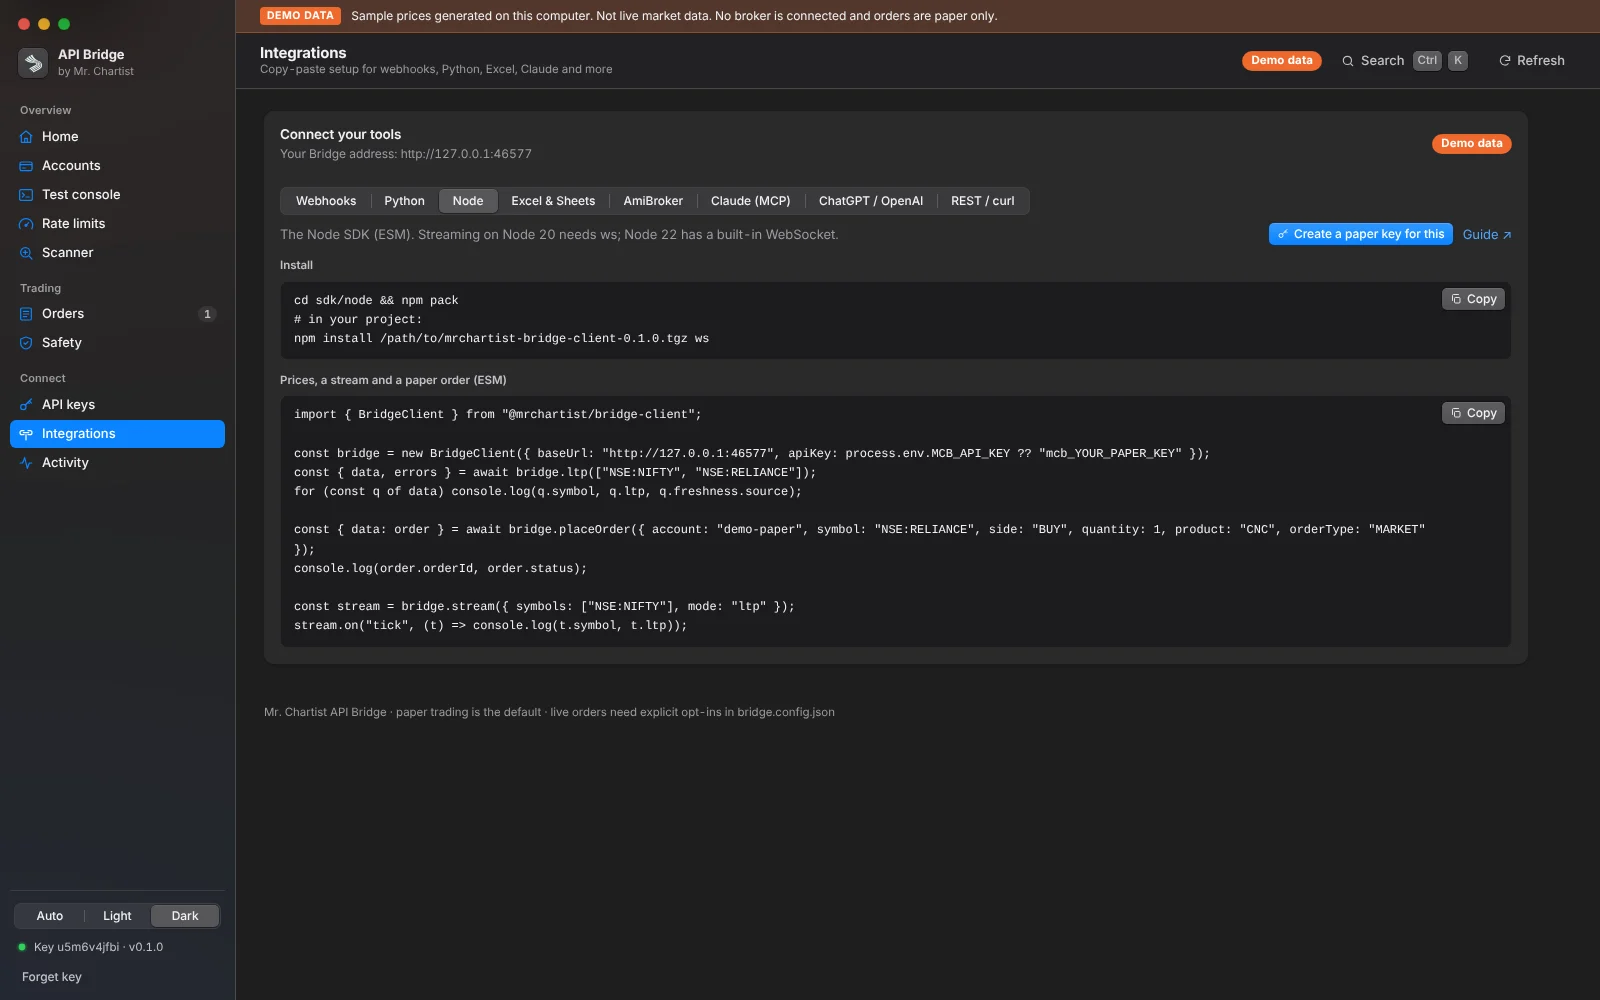 DEMO DATA Sample prices generated on this computer. Not live market data. No broker is connected and orders are paper only.
API Bridge
by Mr. Chartist
Overview
Home
Accounts
Test console
Rate limits
Scanner
Trading
Orders 1
Safety
Connect
API keys
Integrations
Activity
Auto Light Dark
Key u5m6v4jfbi · v0.1.0
Forget key
Integrations
Copy-paste setup for webhooks, Python, Excel, Claude and more
Demo data Search Ctrl K Refresh
Connect your tools
Your Bridge address: http://127.0.0.1:46577
Demo data
Webhooks Python Node Excel & Sheets AmiBroker Claude (MCP) ChatGPT / OpenAI REST / curl
The Node SDK (ESM). Streaming on Node 20 needs ws; Node 22 has a built-in WebSocket.
Create a paper key for this Guide ↗
Install
Copy
cd sdk/node && npm pack
# in your project:
npm install /path/to/mrchartist-bridge-client-0.1.0.tgz ws
Prices, a stream and a paper order (ESM)
Copy
import { BridgeClient } from "@mrchartist/bridge-client";
const bridge = new BridgeClient({ baseUrl: "http://127.0.0.1:46577", apiKey: process.env.MCB_API_KEY ?? "mcb_YOUR_PAPER_KEY" });
const { data, errors } = await bridge.ltp(["NSE:NIFTY", "NSE:RELIANCE"]);
for (const q of data) console.log(q.symbol, q.ltp, q.freshness.source);
const { data: order } = await bridge.placeOrder({ account: "demo-paper", symbol: "NSE:RELIANCE", side: "BUY", quantity: 1, product: "CNC", orderType: "MARKET"
});
console.log(order.orderId, order.status);
const stream = bridge.stream({ symbols: ["NSE:NIFTY"], mode: "ltp" });
stream.on("tick", (t) => console.log(t.symbol, t.ltp));
Mr. Chartist API Bridge · paper trading is the default · live orders need explicit opt-ins in bridge.config.json